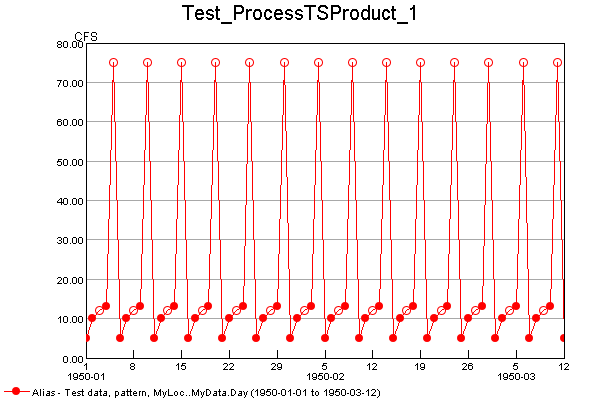 Test_ProcessTSProduct_1
CFS
80.00
70.00
60.00
50.00
40.00
30.00
20.00
10.00
0.00
1 8 15 22 29 5 12 19 26 5 12
1950-01 1950-02 1950-03
Alias - Test data, pattern, MyLoc..MyData.Day (1950-01-01 to 1950-03-12)